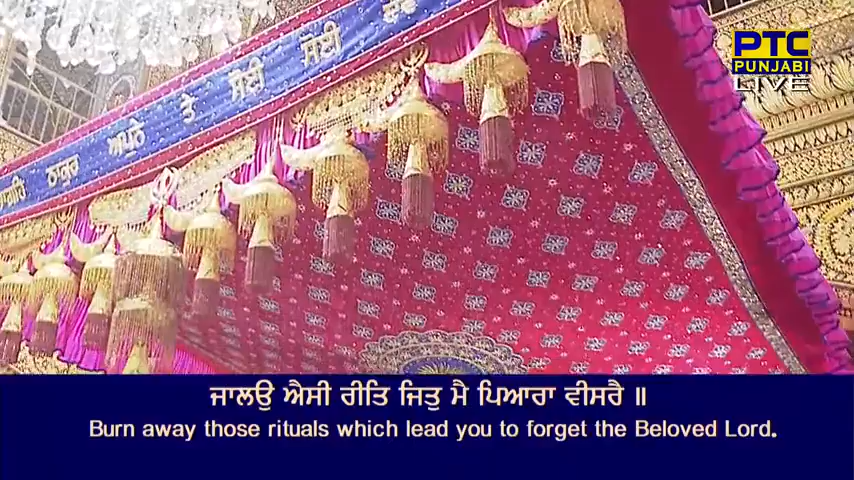 PTC
PUNJABI
LIVE
ਠਾਕੁਰ ਅਪੁਨੇ ਤੇ ਸੋਈ ਸੋਈ
ਜਾਲਉ ਐਸੀ ਰੀਤਿ ਜਿਤੁ ਮੈ ਪਿਆਰਾ ਵੀਸਰੈ ॥
Burn away those rituals which lead you to forget the Beloved Lord.